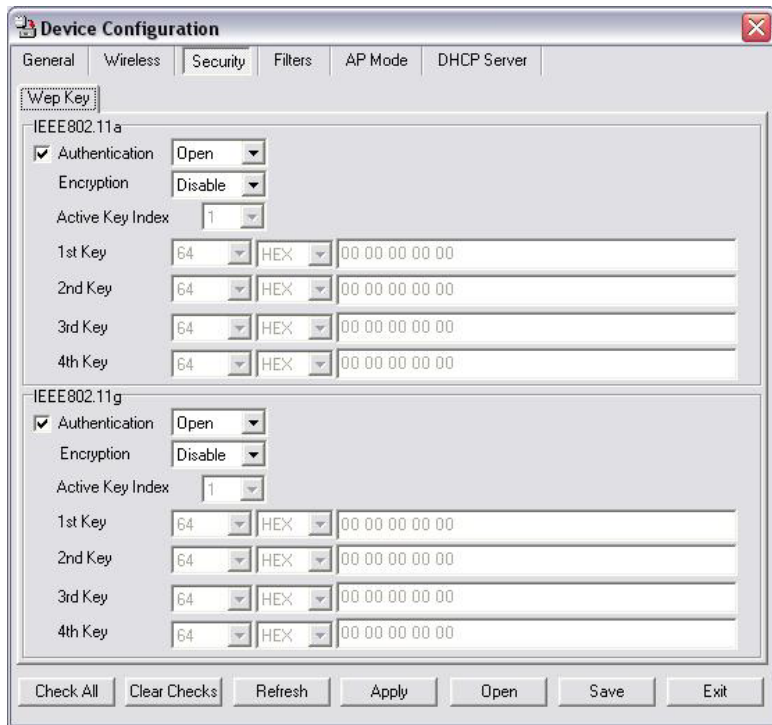 Device Configuration
General Wireless Security Filters AP Mode DHCP Server
Wep Key
IEEE802.11a
Authentication Open
Encryption Disable
Active Key Index 1
1st Key 64 HEX 00 00 00 00 00
2nd Key 64 HEX 00 00 00 00 00
3rd Key 64 HEX 00 00 00 00 00
4th Key 64 HEX 00 00 00 00 00
IEEE802.11g
Authentication Open
Encryption Disable
Active Key Index 1
1st Key 64 HEX 00 00 00 00 00
2nd Key 64 HEX 00 00 00 00 00
3rd Key 64 HEX 00 00 00 00 00
4th Key 64 HEX 00 00 00 00 00
Check All Clear Checks Refresh Apply Open Save Exit